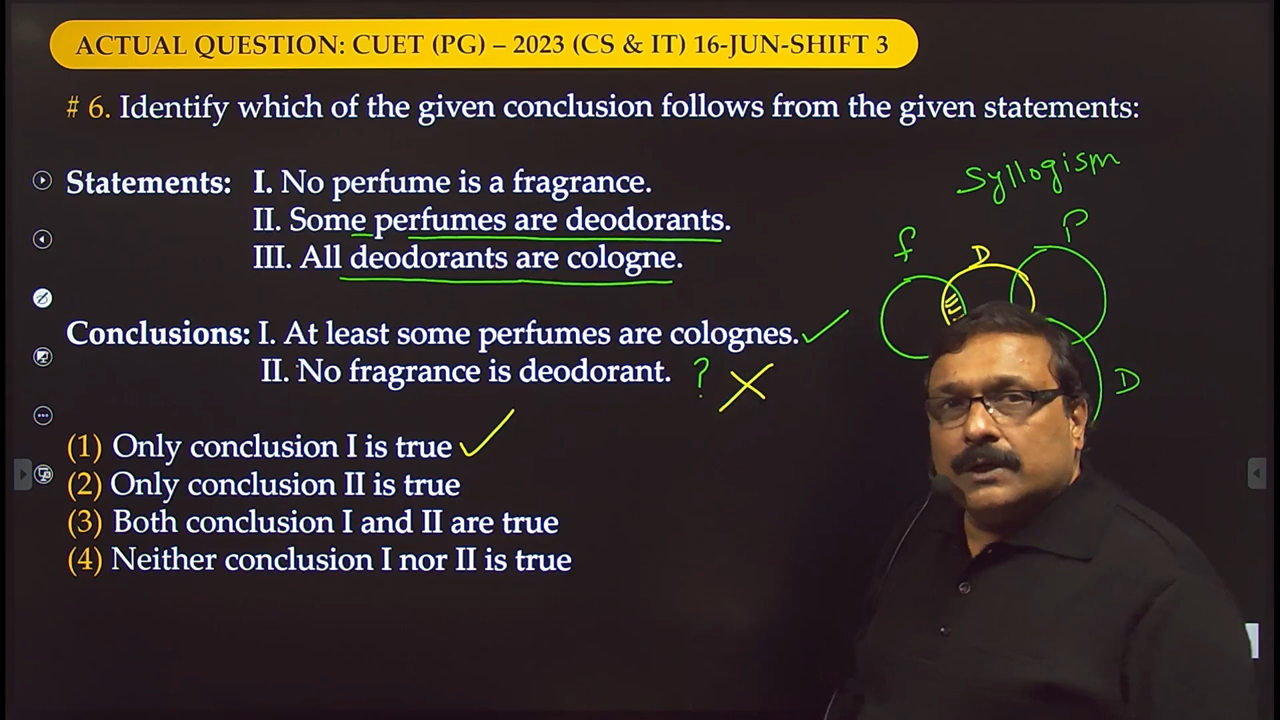 ACTUAL QUESTION: CUET (PG) – 2023 (CS & IT) 16-JUN-SHIFT 3
# 6. Identify which of the given conclusion follows from the given statements:
Syllogism
Statements: I. No perfume is a fragrance.
II. Some perfumes are deodorants.
III. All deodorants are cologne.
f D P
Conclusions: I. At least some perfumes are colognes.
II. No fragrance is deodorant. ?
D
(1) Only conclusion I is true
(2) Only conclusion II is true
(3) Both conclusion I and II are true
(4) Neither conclusion I nor II is true